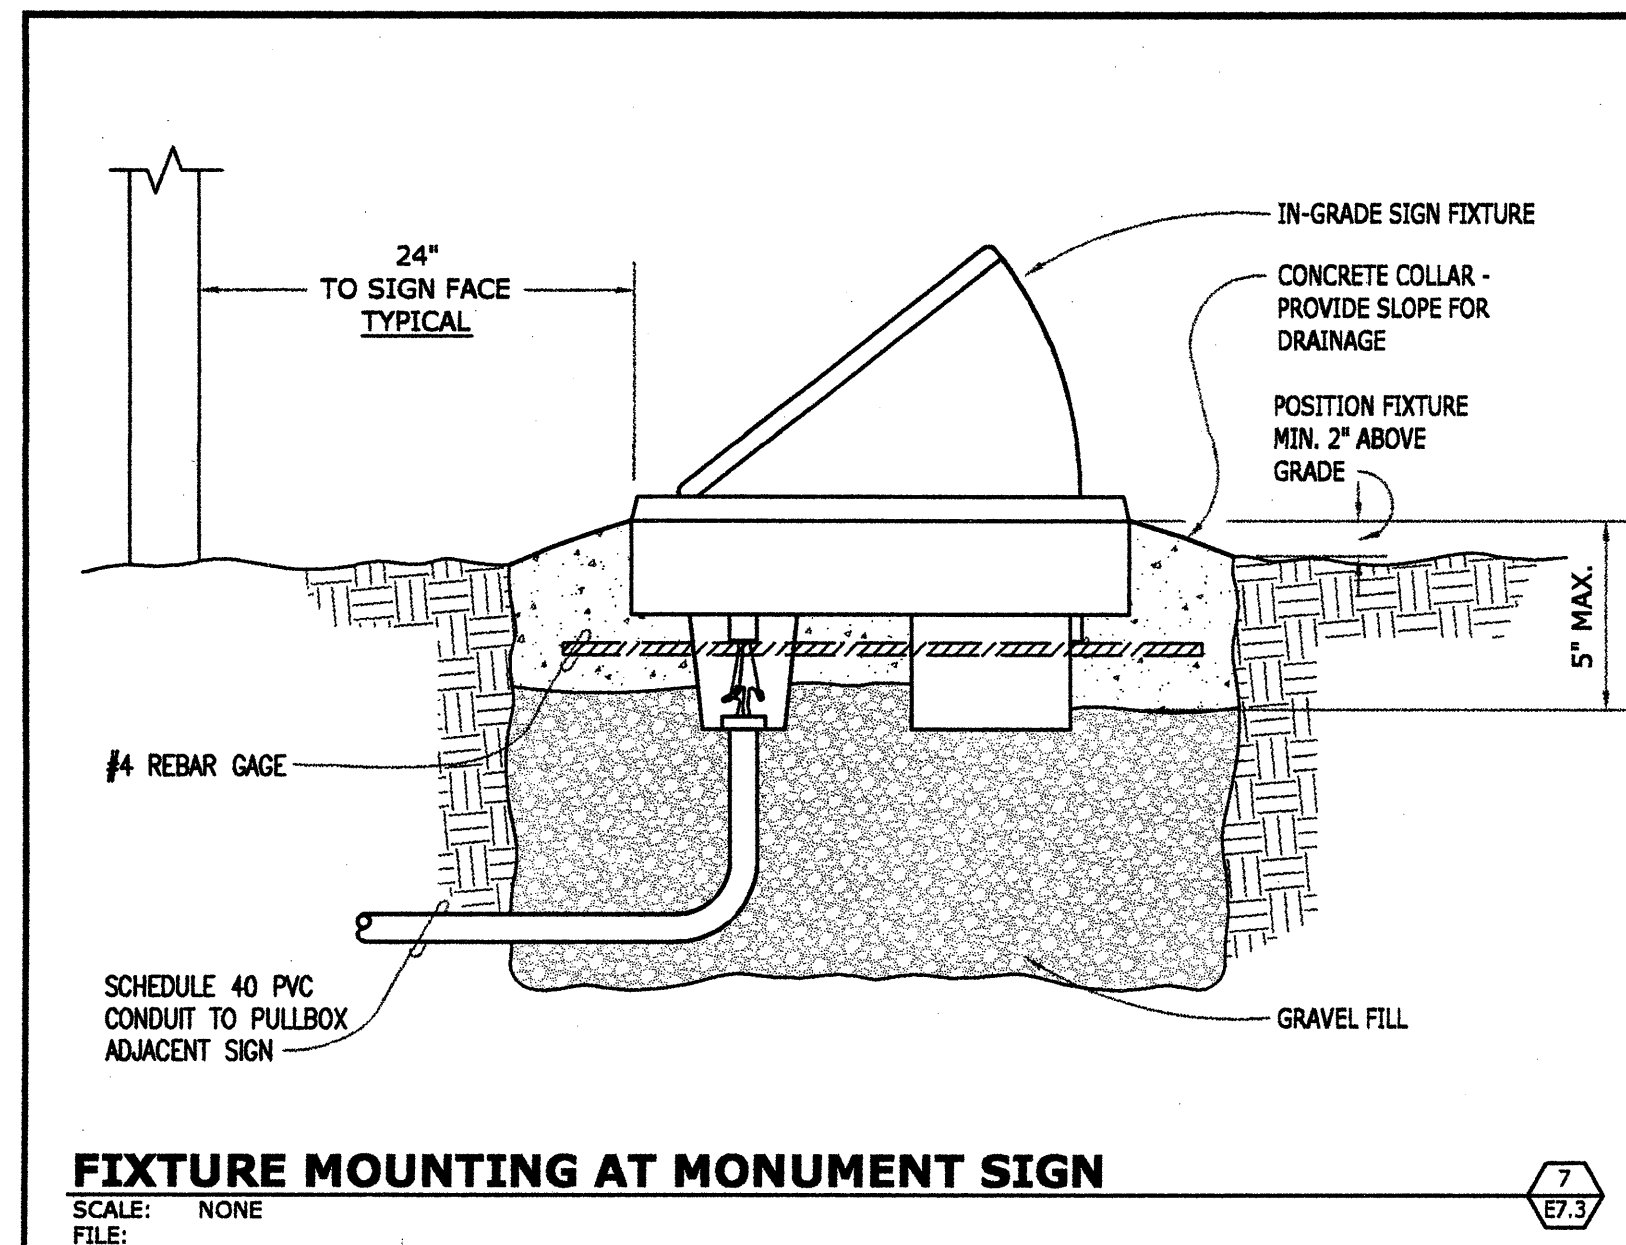 24"
TO SIGN FACE
TYPICAL
IN-GRADE SIGN FIXTURE
CONCRETE COLLAR -
PROVIDE SLOPE FOR
DRAINAGE
POSITION FIXTURE
MIN. 2" ABOVE
GRADE
5" MAX.
#4 REBAR GAGE
SCHEDULE 40 PVC
CONDUIT TO PULLBOX
ADJACENT SIGN
GRAVEL FILL
FIXTURE MOUNTING AT MONUMENT SIGN
SCALE: NONE
FILE:
7
E7.3